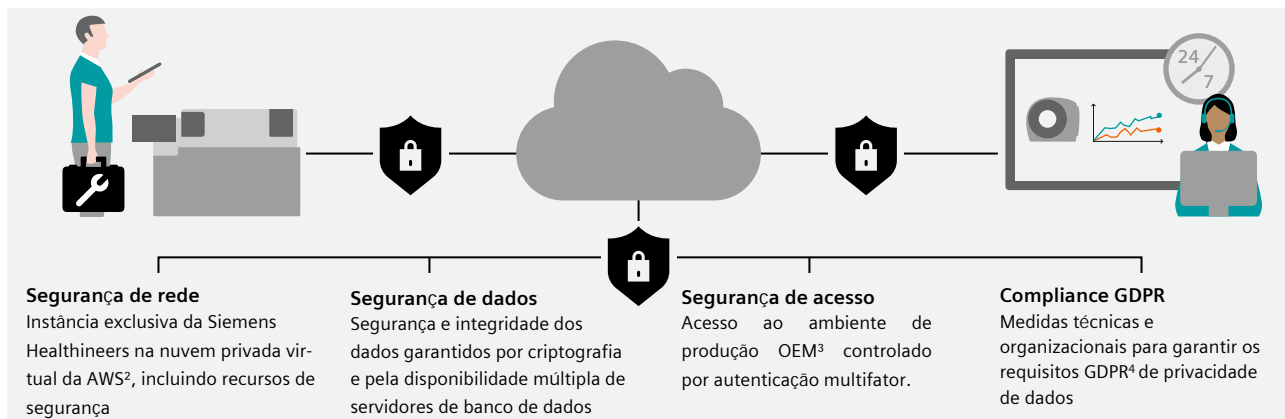 24
7
Segurança de rede
Instância exclusiva da Siemens
Healthineers na nuvem privada vir-
tual da AWS², incluindo recursos de
segurança
Segurança de dados
Segurança e integridade dos
dados garantidos por criptografia
e pela disponibilidade múltipla de
servidores de banco de dados
Segurança de acesso
Acesso ao ambiente de
produção OEM³ controlado
por autenticação multifator.
Compliance GDPR
Medidas técnicas e
organizacionais para garantir os
requisitos GDPR⁴ de privacidade
de dados